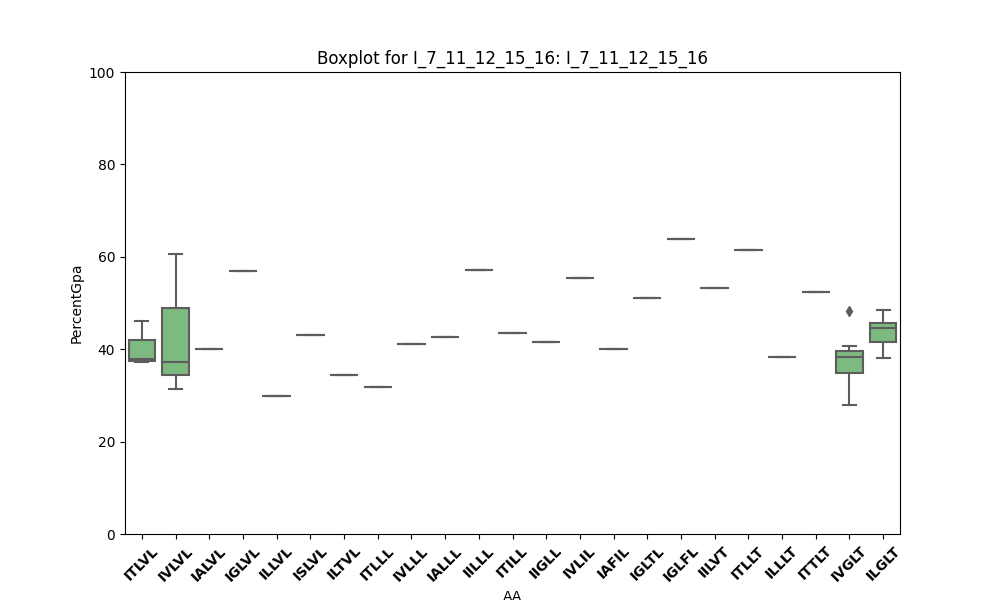 Boxplot for I_7_11_12_15_16: I_7_11_12_15_16
100
80
60
40
20
0
PercentGpa
ITLVL
IVLVL
IALVL
IGLVL
ILLVL
ISLVL
ILTVL
ITLLL
IVLLL
IALLL
IILLL
ITILL
IIGLL
IVLIL
IAFIL
IGLTL
IGLFL
IILVT
ITLLT
ILLLT
ITTLT
IVGLT
ILGLT
AA